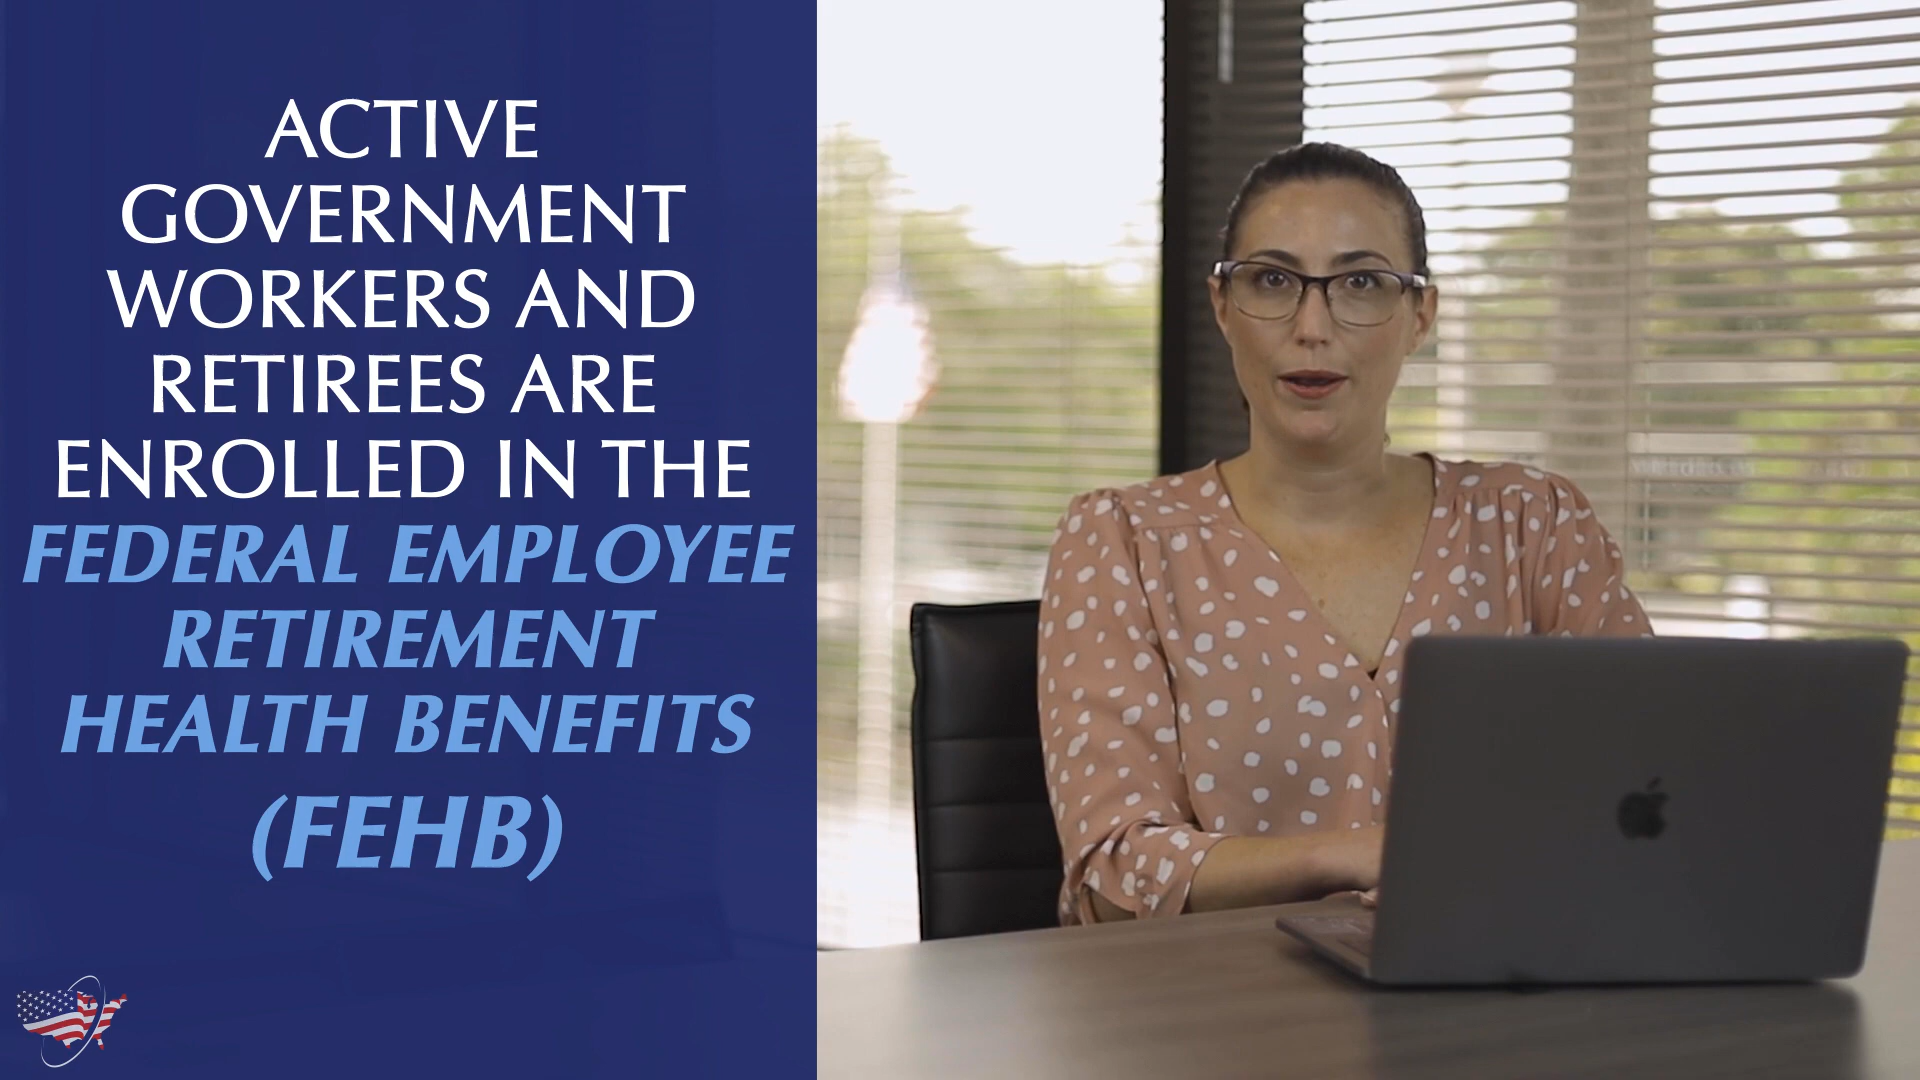 ACTIVE
GOVERNMENT
WORKERS AND
RETIREES ARE
ENROLLED IN THE
FEDERAL EMPLOYEE
RETIREMENT
HEALTH BENEFITS
(FEHB)